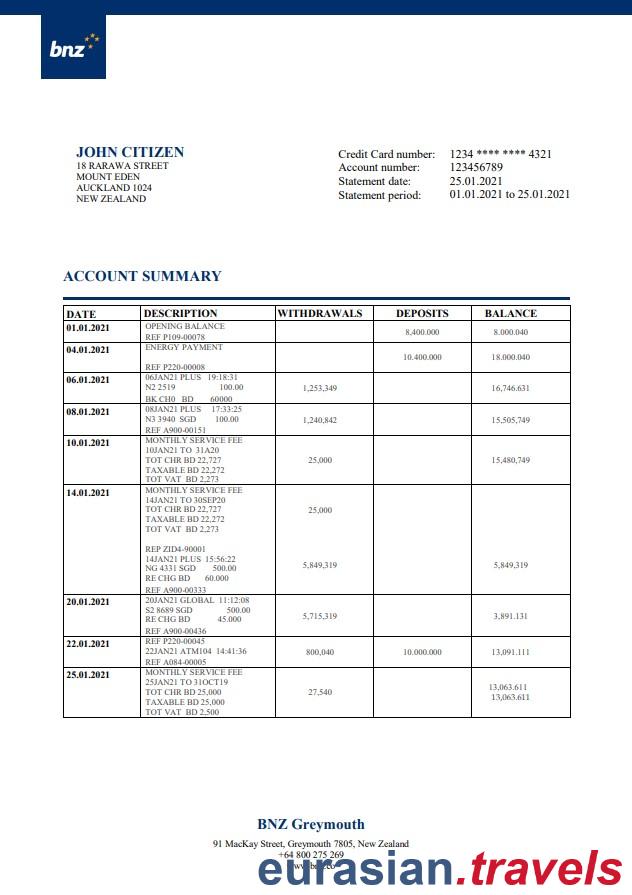 bnz
JOHN CITIZEN
18 RARAWA STREET
MOUNT EDEN
AUCKLAND 1024
NEW ZEALAND
Credit Card number: 1234 **** **** 4321
Account number: 123456789
Statement date: 25.01.2021
Statement period: 01.01.2021 to 25.01.2021
ACCOUNT SUMMARY
DATE DESCRIPTION WITHDRAWALS DEPOSITS BALANCE
01.01.2021 OPENING BALANCE
REF P109-00078 8,400.000 8.000.040
04.01.2021 ENERGY PAYMENT
10.400.000 18.000.040
REF P220-00008
06.01.2021 06JAN21 PLUS 19:18:31
N2 2519 100.00 1,253,349 16,746.631
BK CH0 BD 60000
08.01.2021 08JAN21 PLUS 17:33:25
N3 3940 SGD 100.00 1,240,842 15,505,749
REF A900-00151
10.01.2021 MONTHLY SERVICE FEE
10JAN21 TO 31A20
TOT CHR BD 22,727 25,000 15,480,749
TAXABLE BD 22,272
TOT VAT BD 2,273
14.01.2021 MONTHLY SERVICE FEE
14JAN21 TO 30SEP20
TOT CHR BD 22,727 25,000
TAXABLE BD 22,272
TOT VAT BD 2,273
REP ZID4-90001
14JAN21 PLUS 15:56:22
NG 4331 SGD 500.00 5,849,319 5,849,319
RE CHG BD 60.000
REF A900-00333
20.01.2021 20JAN21 GLOBAL 11:12:08
S2 8689 SGD 500.00 5,715,319 3,891.131
RE CHG BD 45.000
REF A900-00436
22.01.2021 REF P220-00045
22JAN21 ATM104 14:41:36 800,040 10.000.000 13,091.111
REF A084-00005
25.01.2021 MONTHLY SERVICE FEE
25JAN21 TO 31OCT19 13,063.611
TOT CHR BD 25,000 27,540 13,063.611
TAXABLE BD 25,000
TOT VAT BD 2,500
BNZ Greymouth
91 MacKay Street, Greymouth 7805, New Zealand
+64 800 275 269
eurasian.travels